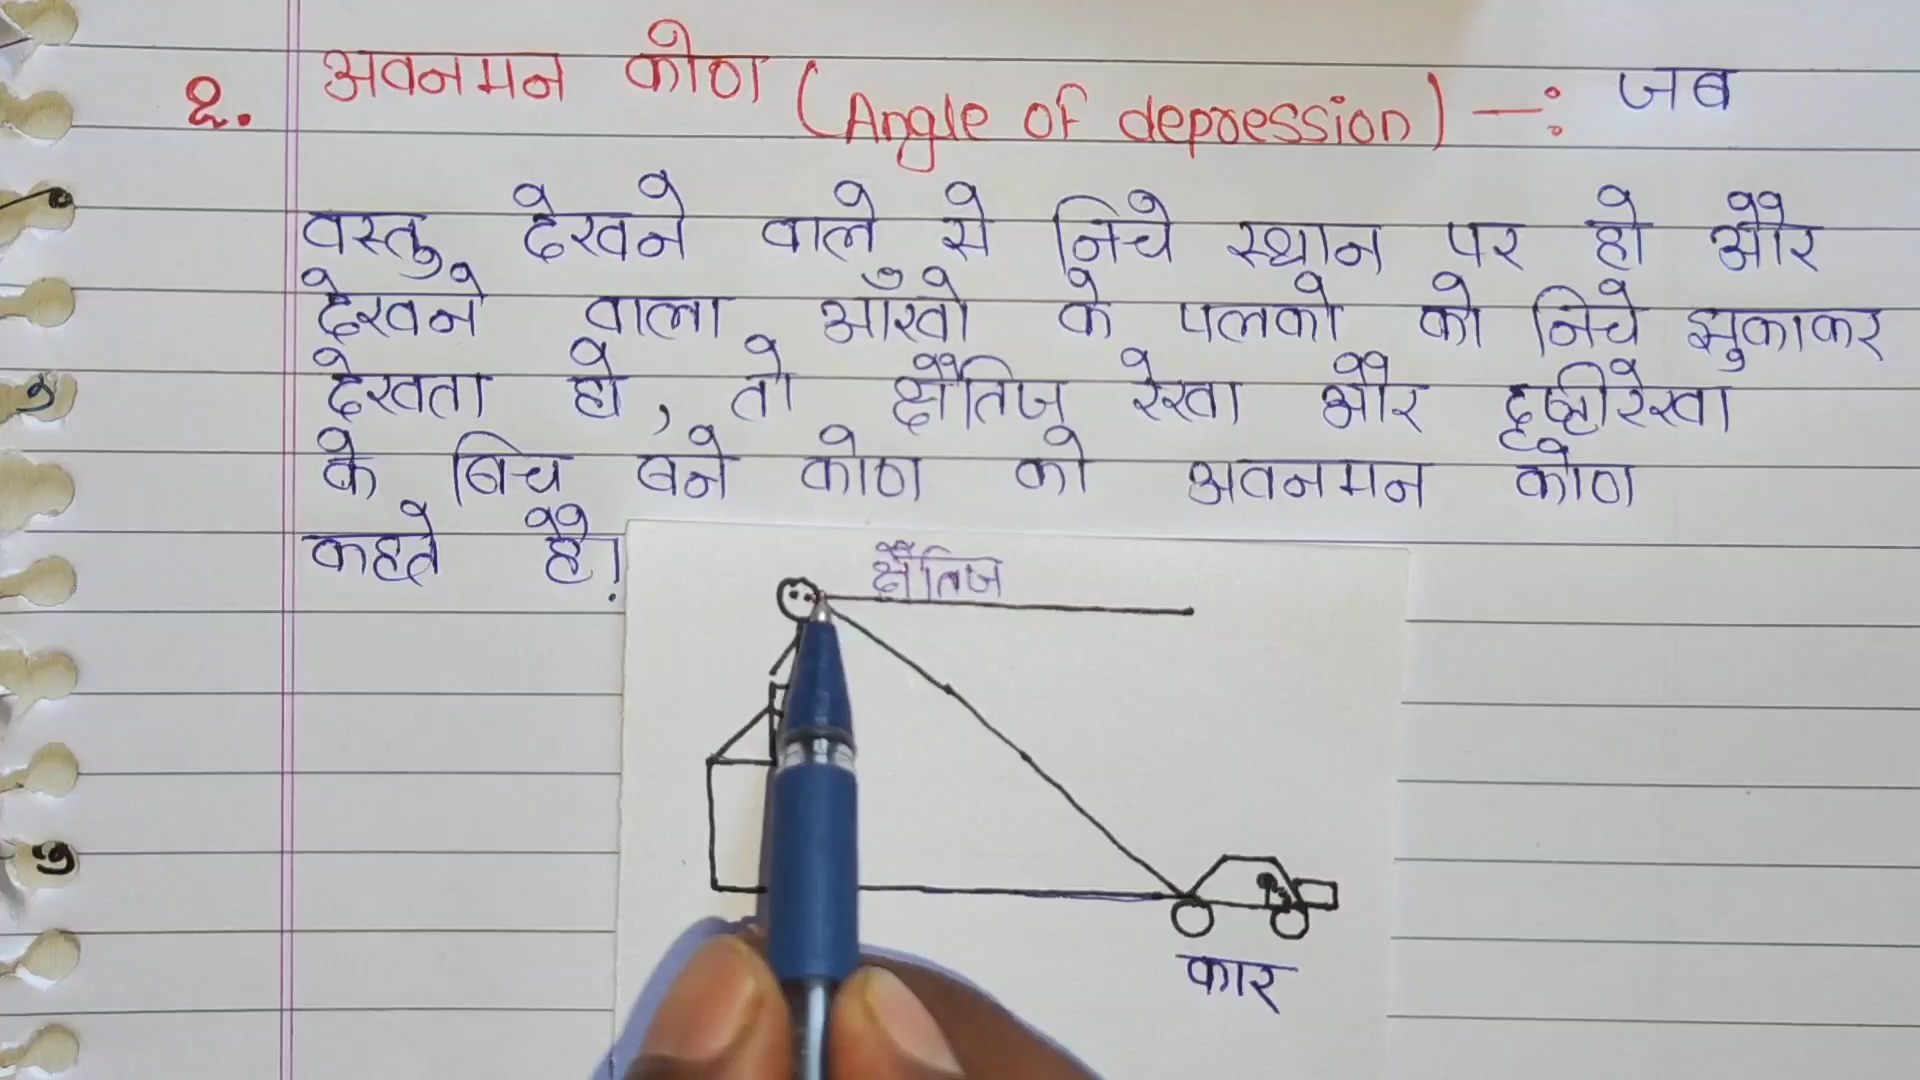 2. अवनमन कोण (Angle of depression) —: जब
वस्तु देखने वाले से निचे स्थान पर हो और
देखने वाला आँखो के पलको को निचे झुकाकर
देखता हो, तो क्षैतिज रेखा और दृष्टीरेखा
के बिच बने कोण को अवनमन कोण
कहते है।
क्षैतिज
कार